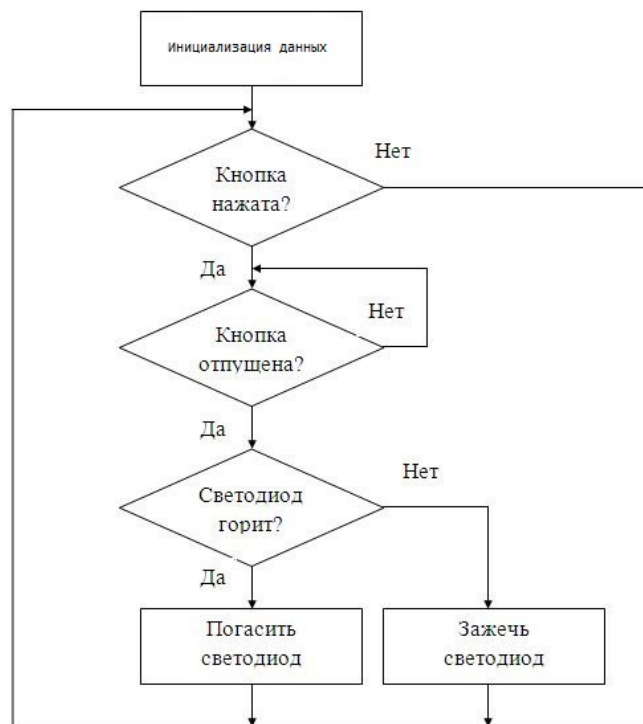 Инициализация данных
Нет
Кнопка
нажата?
Да
Нет
Кнопка
отпущена?
Да
Нет
Светодиод
горит?
Да
Погасить
светодиод
Зажечь
светодиод